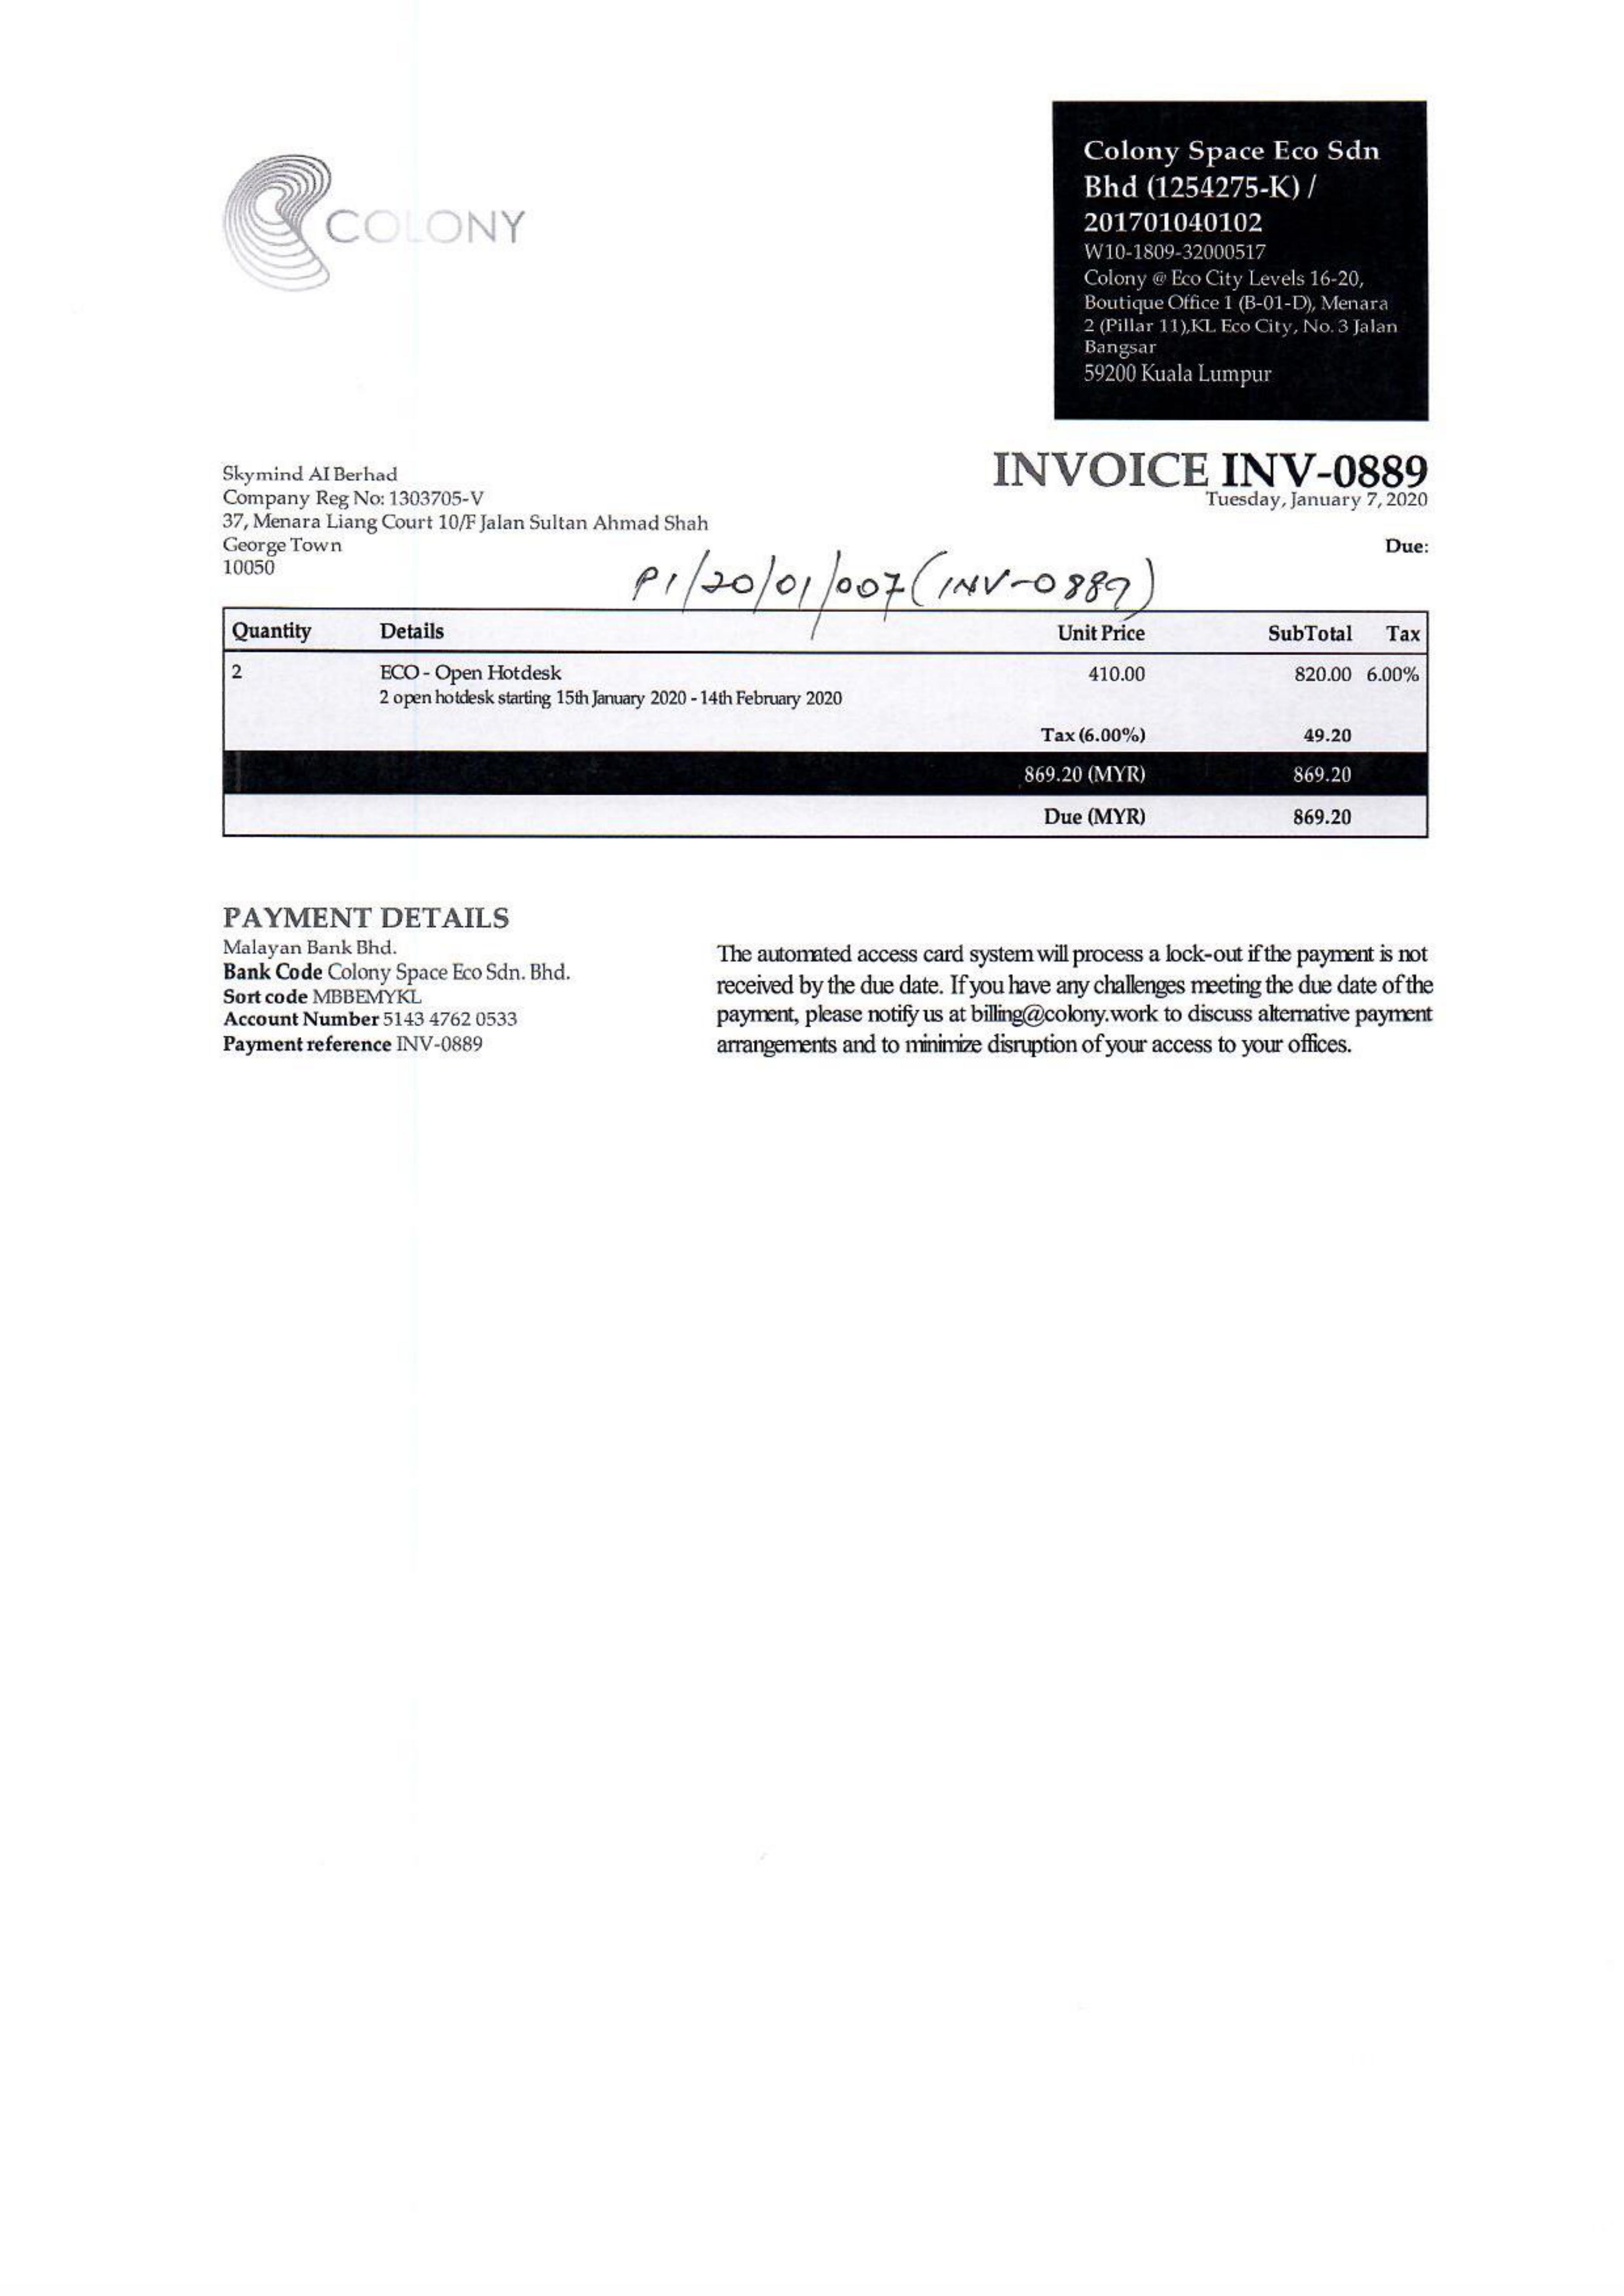 COLONY
Colony Space Eco Sdn
Bhd (1254275-K) /
201701040102
W10-1809-32000517
Colony @ Eco City Levels 16-20,
Boutique Office 1 (B-01-D), Menara
2 (Pillar 11),KL Eco City, No. 3 Jalan
Bangsar
59200 Kuala Lumpur
INVOICE INV-0889
Tuesday, January 7, 2020
Due:
Skymind AI Berhad
Company Reg No: 1303705-V
37, Menara Liang Court 10/F Jalan Sultan Ahmad Shah
George Town
10050
PI/20/01/007(INV-0889)
Quantity Details Unit Price SubTotal Tax
2 ECO - Open Hotdesk 410.00 820.00 6.00%
2 open hotdesk starting 15th January 2020 - 14th February 2020
Tax (6.00%) 49.20
869.20 (MYR) 869.20
Due (MYR) 869.20
PAYMENT DETAILS
Malayan Bank Bhd.
Bank Code Colony Space Eco Sdn. Bhd.
Sort code MBBEMYKL
Account Number 5143 4762 0533
Payment reference INV-0889
The automated access card system will process a lock-out if the payment is not
received by the due date. If you have any challenges meeting the due date of the
payment, please notify us at billing@colony.work to discuss alternative payment
arrangements and to minimize disruption of your access to your offices.